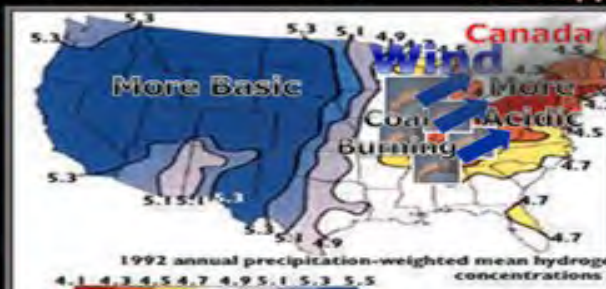 5.3
5.3
5.3
5.1
4.9
Canada
4.5
Wind
4.3
More Basic
More
Coal
Acidic
4.5
Burning
4.7
5.3
5.1
5.1
5.3
5.3
5.1
4.9
4.7
1992 annual precipitation-weighted mean hydroge
concentrations
4.1 4.3 4.5 4.7 4.9 5.1 5.3 5.5